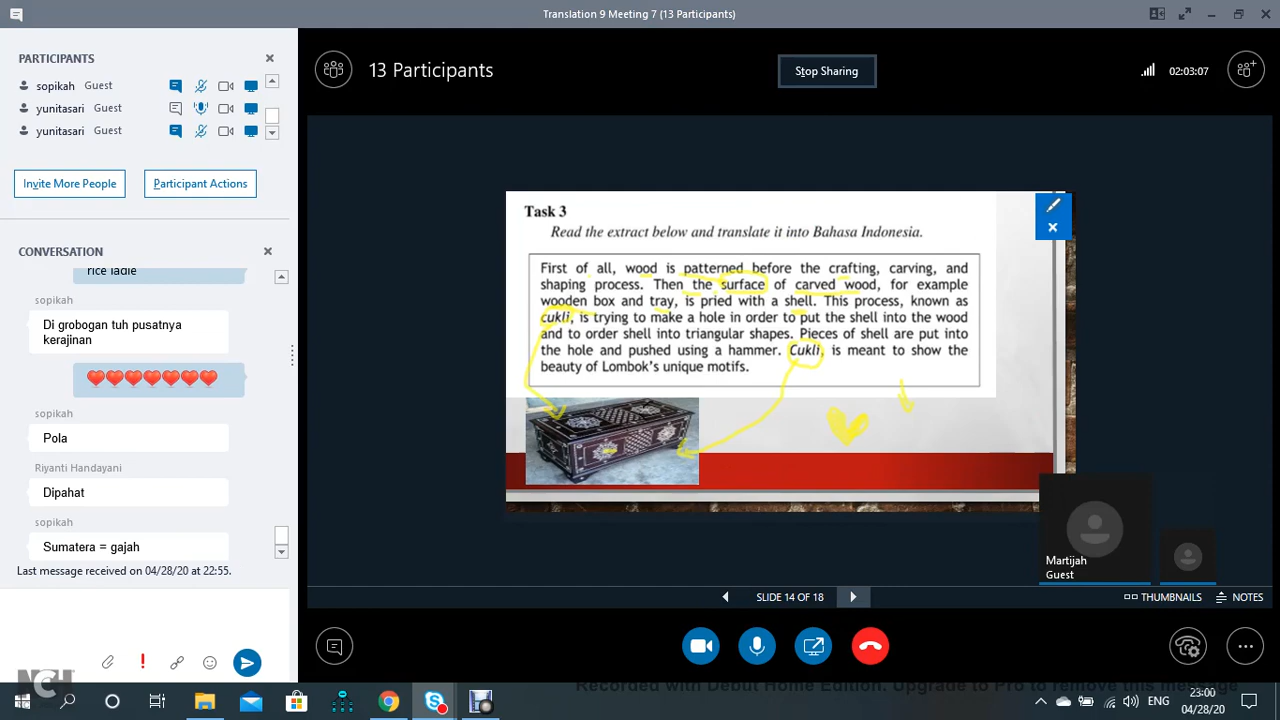 Translation 9 Meeting 7 (13 Participants)
PARTICIPANTS
sopikah Guest
yunitasari Guest
yunitasari Guest
Invite More People
Participant Actions
CONVERSATION
rice ladle
sopikah
Di grobogan tuh pusatnya
kerajinan
sopikah
Pola
Riyanti Handayani
Dipahat
sopikah
Sumatera = gajah
Last message received on 04/28/20 at 22:55.
13 Participants
Stop Sharing
02:03:07
Task 3
Read the extract below and translate it into Bahasa Indonesia.
First of all, wood is patterned before the crafting, carving, and
shaping process. Then the surface of carved wood, for example
wooden box and tray, is pried with a shell. This process, known as
cukli, is trying to make a hole in order to put the shell into the wood
and to order shell into triangular shapes. Pieces of shell are put into
the hole and pushed using a hammer. Cukli, is meant to show the
beauty of Lombok's unique motifs.
Martijah
Guest
SLIDE 14 OF 18
THUMBNAILS
NOTES
NCH
Recorded with Debut Home Edition. Upgrade to Pro to remove this message
ENG
23:00
04/28/20